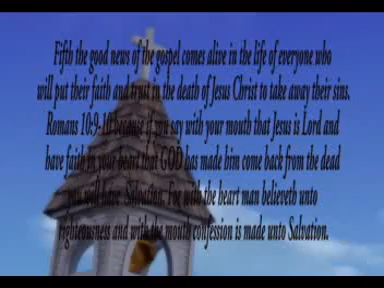 Fifth the good news of the gospel comes alive in the life of everyone who
will put their faith and trust in the death of Jesus Christ to take away their sins.
Romans 10:9-10 because if you say with your mouth that Jesus is Lord and
have faith in your heart that GOD has made him come back from the dead
you will have Salvation. For with the heart man believeth unto
righteousness and with the mouth confession is made unto Salvation.